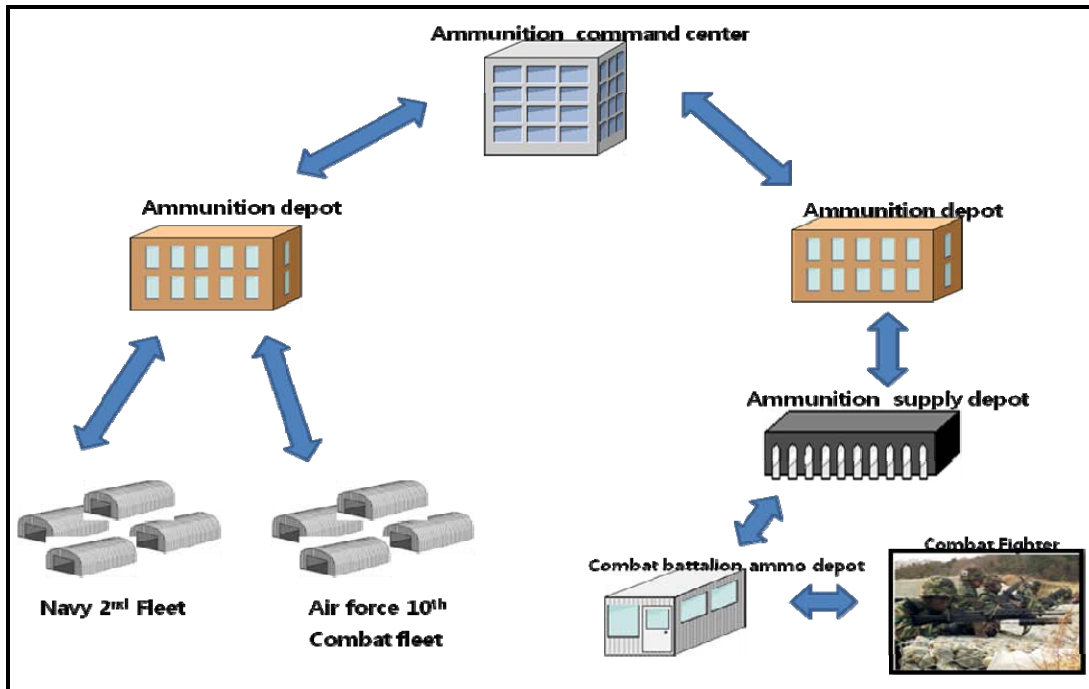 Ammunition command center
Ammunition depot
Ammunition depot
Ammunition supply depot
Combat battalion ammo depot
Combat Fighter
Navy 2nd Fleet
Air force 10th
Combat fleet